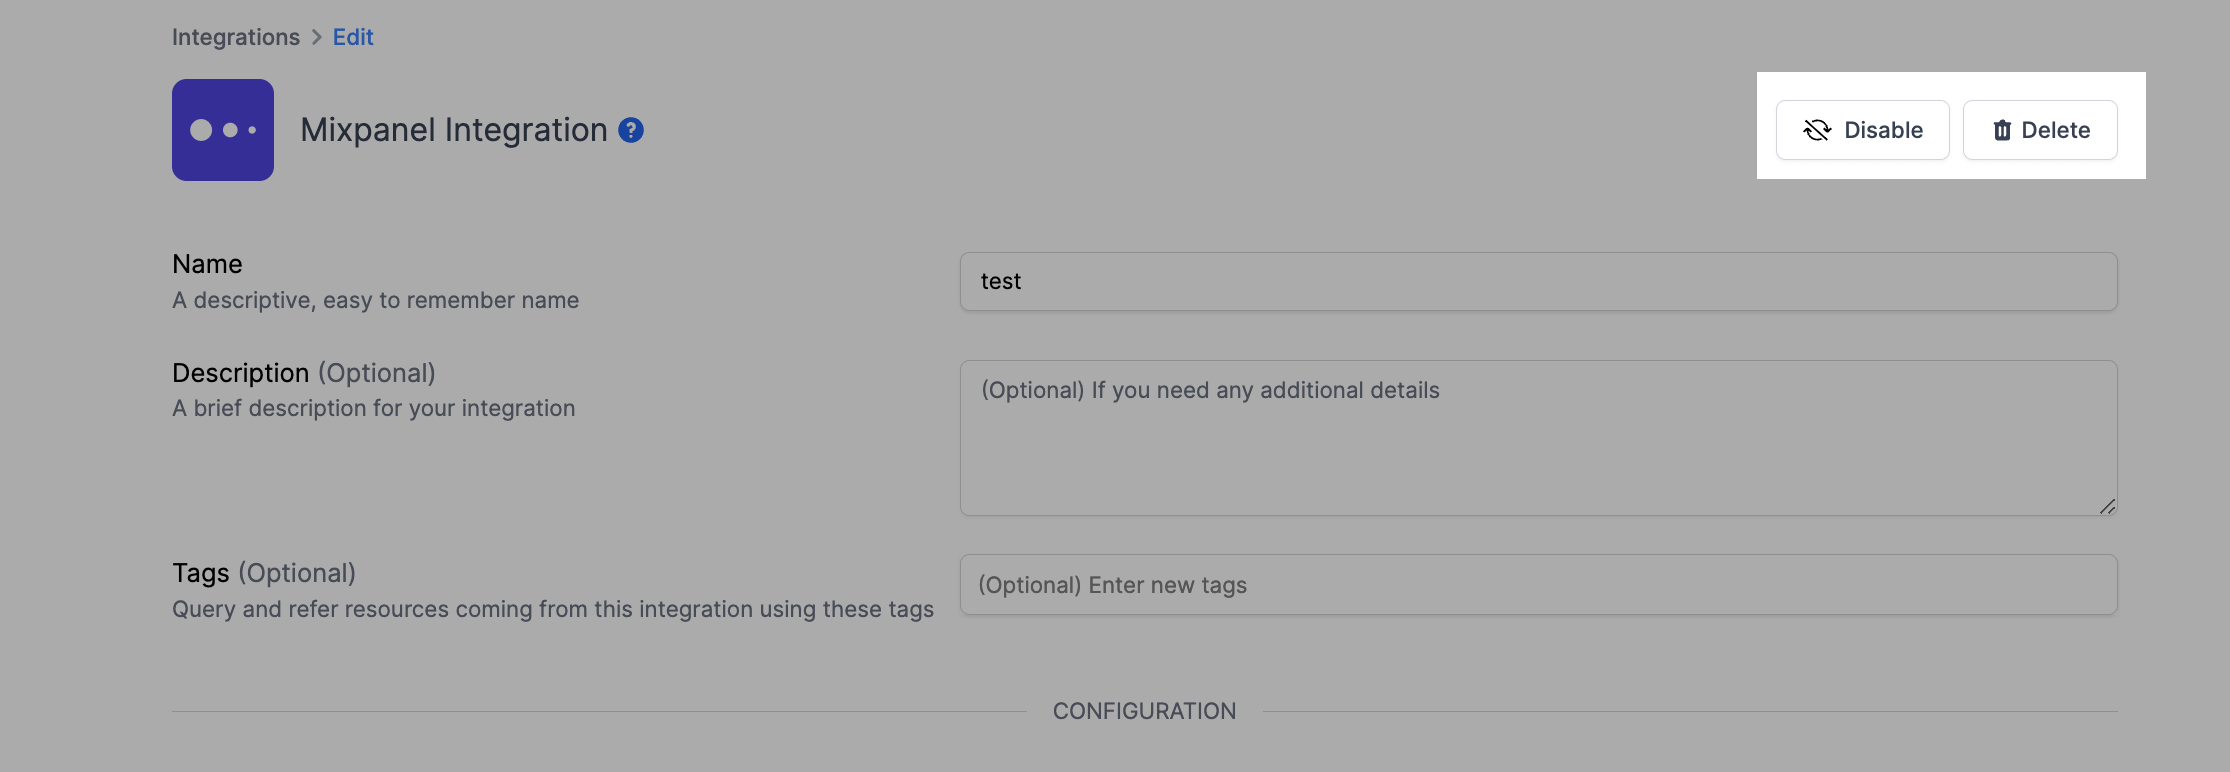 Integrations > Edit
Mixpanel Integration ?
Disable
Delete
Name
A descriptive, easy to remember name
test
Description (Optional)
A brief description for your integration
(Optional) If you need any additional details
Tags (Optional)
Query and refer resources coming from this integration using these tags
(Optional) Enter new tags
CONFIGURATION